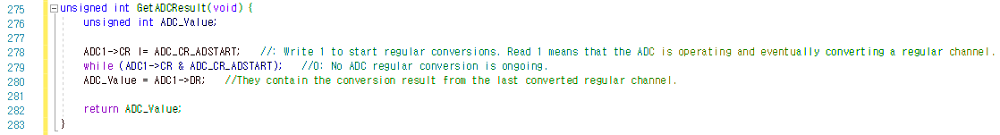 275 unsigned int GetADCResult(void) {
276 unsigned int ADC_Value;
277
278 ADC1->CR |= ADC_CR_ADSTART; //: Write 1 to start regular conversions. Read 1 means that the ADC is operating and eventually converting a regular channel.
279 while (ADC1->CR & ADC_CR_ADSTART); //0: No ADC regular conversion is ongoing.
280 ADC_Value = ADC1->DR; //They contain the conversion result from the last converted regular channel.
281
282 return ADC_Value;
283 }